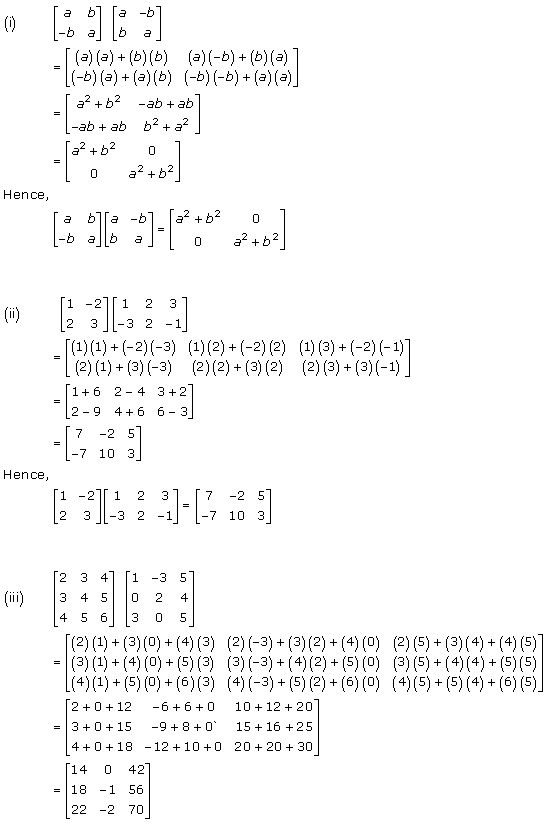 (i) [a b; −b a] [a −b; b a]
= [(a)(a)+(b)(b) (a)(−b)+(b)(a); (−b)(a)+(a)(b) (−b)(−b)+(a)(a)]
= [a²+b² −ab+ab; −ab+ab b²+a²]
= [a²+b² 0; 0 a²+b²]
Hence,
[a b; −b a][a −b; b a] = [a²+b² 0; 0 a²+b²]
(ii) [1 −2; 2 3][1 2 3; −3 2 −1]
= [(1)(1)+(−2)(−3) (1)(2)+(−2)(2) (1)(3)+(−2)(−1); (2)(1)+(3)(−3) (2)(2)+(3)(2) (2)(3)+(3)(−1)]
= [1+6 2−4 3+2; 2−9 4+6 6−3]
= [7 −2 5; −7 10 3]
Hence,
[1 −2; 2 3][1 2 3; −3 2 −1] = [7 −2 5; −7 10 3]
(iii) [2 3 4; 3 4 5; 4 5 6] [1 −3 5; 0 2 4; 3 0 5]
= [(2)(1)+(3)(0)+(4)(3) (2)(−3)+(3)(2)+(4)(0) (2)(5)+(3)(4)+(4)(5); (3)(1)+(4)(0)+(5)(3) (3)(−3)+(4)(2)+(5)(0) (3)(5)+(4)(4)+(5)(5); (4)(1)+(5)(0)+(6)(3) (4)(−3)+(5)(2)+(6)(0) (4)(5)+(5)(4)+(6)(5)]
= [2+0+12 −6+6+0 10+12+20; 3+0+15 −9+8+0` 15+16+25; 4+0+18 −12+10+0 20+20+30]
= [14 0 42; 18 −1 56; 22 −2 70]